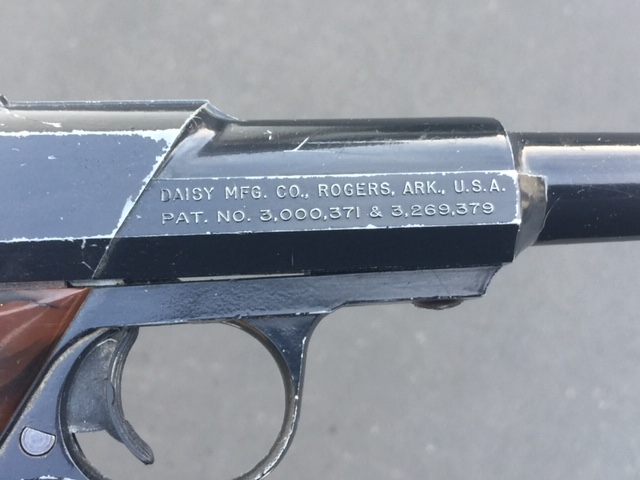 DAISY MFG. CO., ROGERS, ARK., U.S.A.
PAT. NO. 3,000,371 & 3,269,379